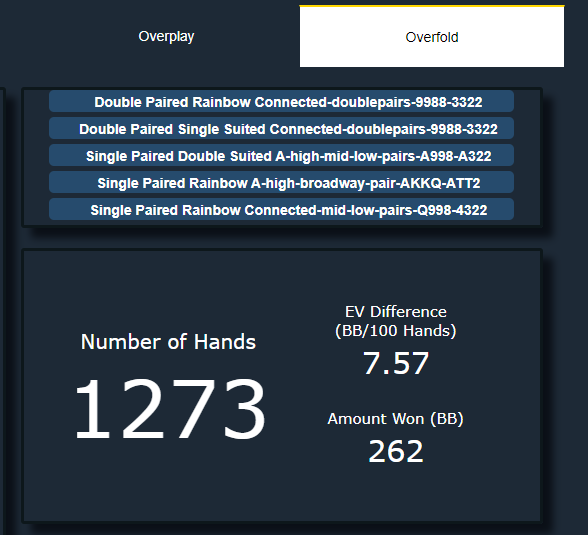 Overplay
Overfold
Double Paired Rainbow Connected-doublepairs-9988-3322
Double Paired Single Suited Connected-doublepairs-9988-3322
Single Paired Double Suited A-high-mid-low-pairs-A998-A322
Single Paired Rainbow A-high-broadway-pair-AKKQ-ATT2
Single Paired Rainbow Connected-mid-low-pairs-Q998-4322
Number of Hands
1273
EV Difference
(BB/100 Hands)
7.57
Amount Won (BB)
262